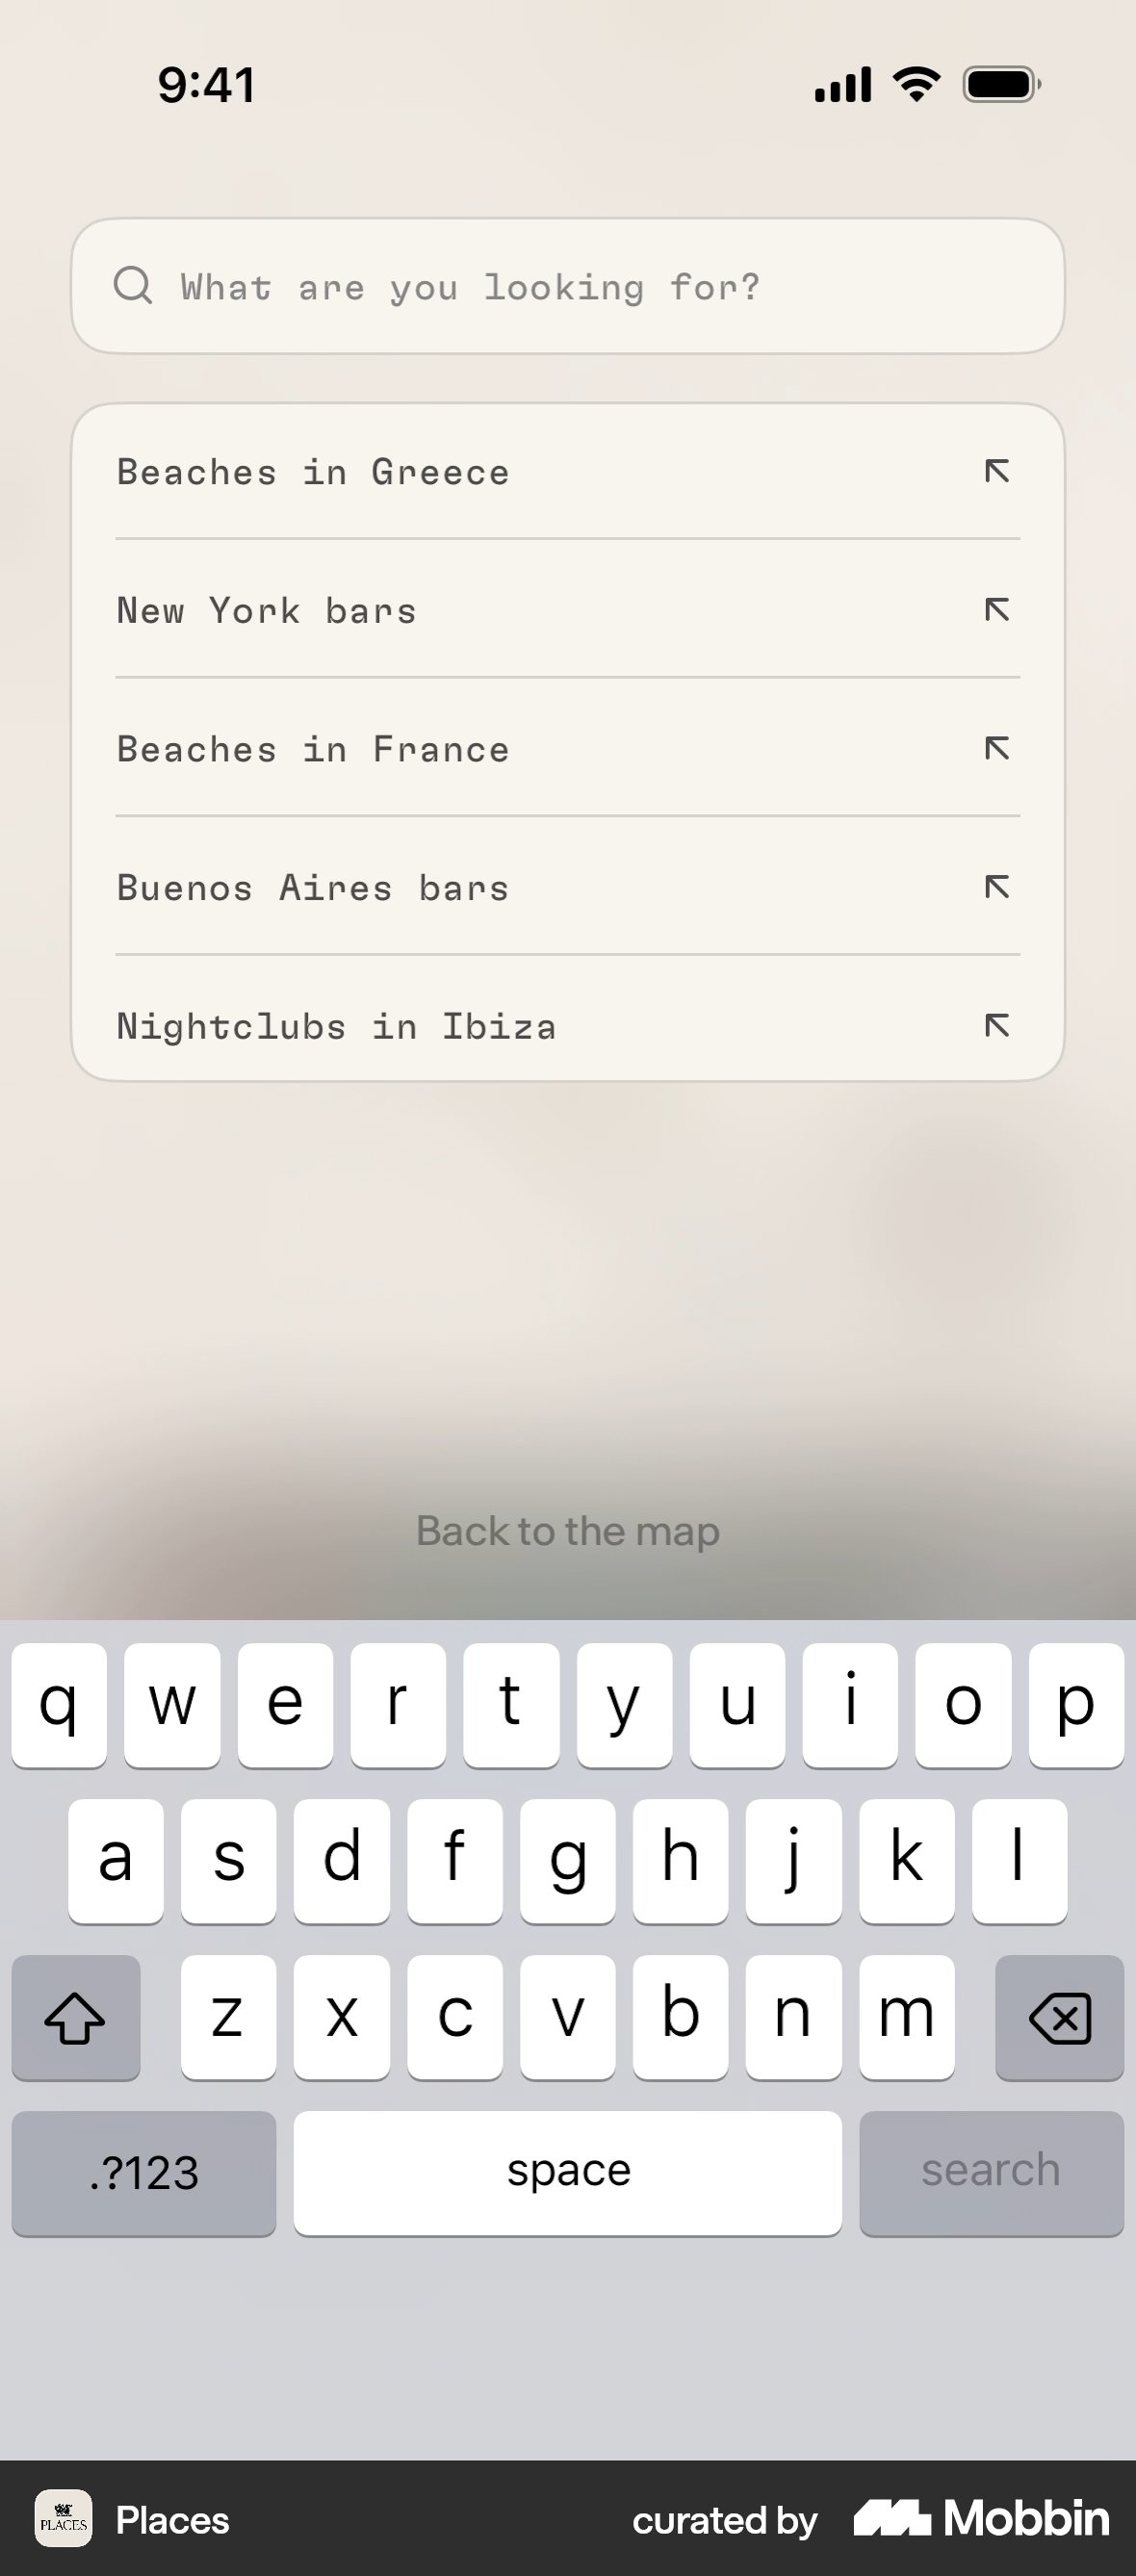 9:41
What are you looking for?
Beaches in Greece
New York bars
Beaches in France
Buenos Aires bars
Nightclubs in Ibiza
Back to the map
q w e r t y u i o p
a s d f g h j k l
z x c v b n m
.?123 space search
PLACES Places curated by Mobbin